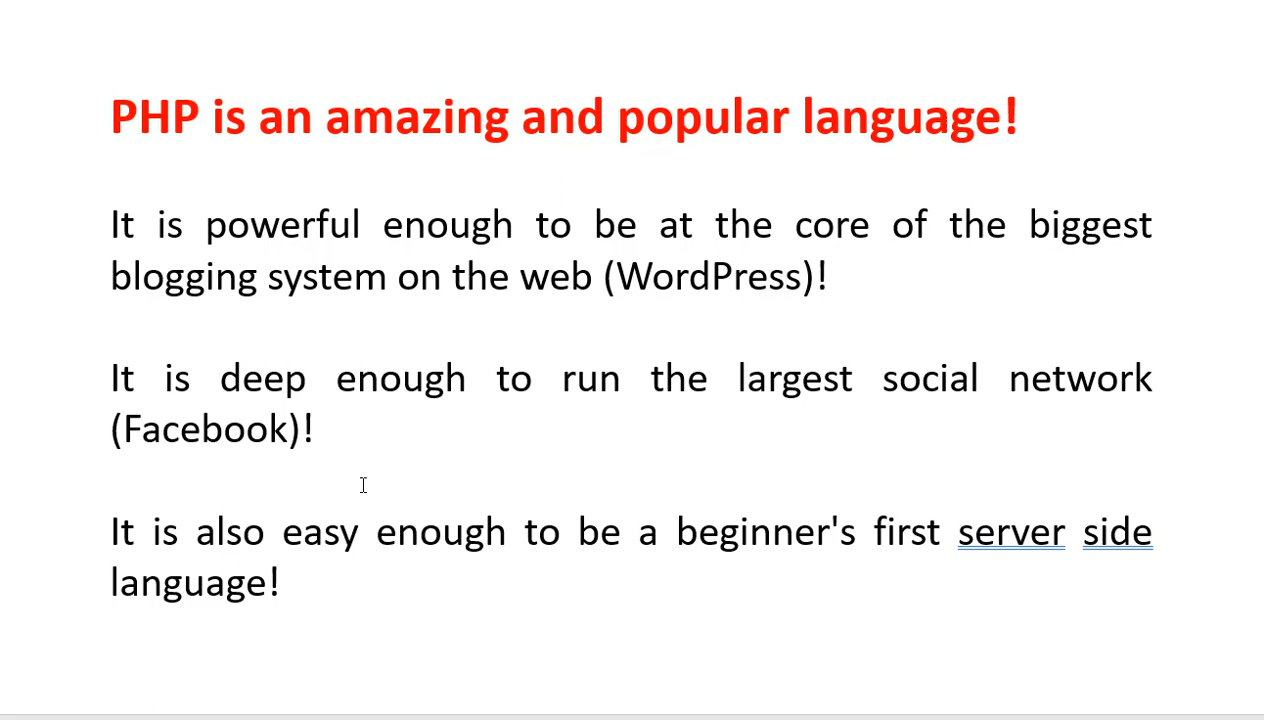 PHP is an amazing and popular language!
It is powerful enough to be at the core of the biggest
blogging system on the web (WordPress)!
It is deep enough to run the largest social network
(Facebook)!
It is also easy enough to be a beginner's first server side
language!